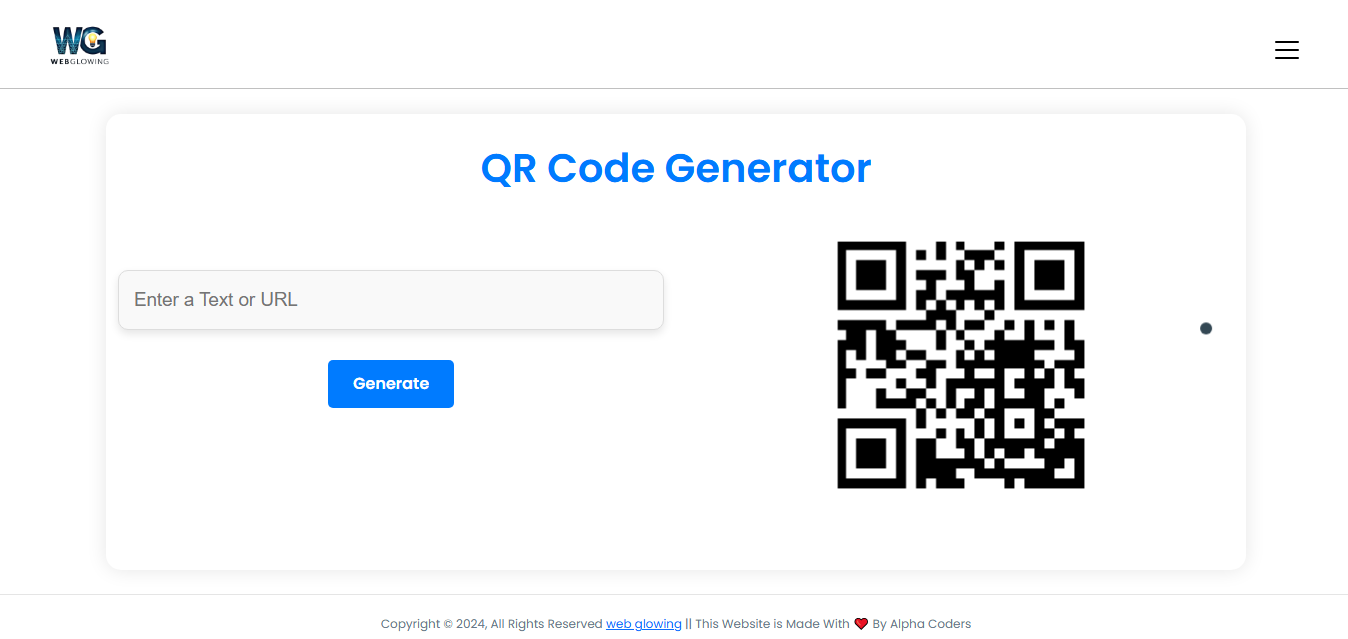 WG
WEBGLOWING
QR Code Generator
Enter a Text or URL
Generate
Copyright © 2024, All Rights Reserved web glowing || This Website is Made With ❤ By Alpha Coders